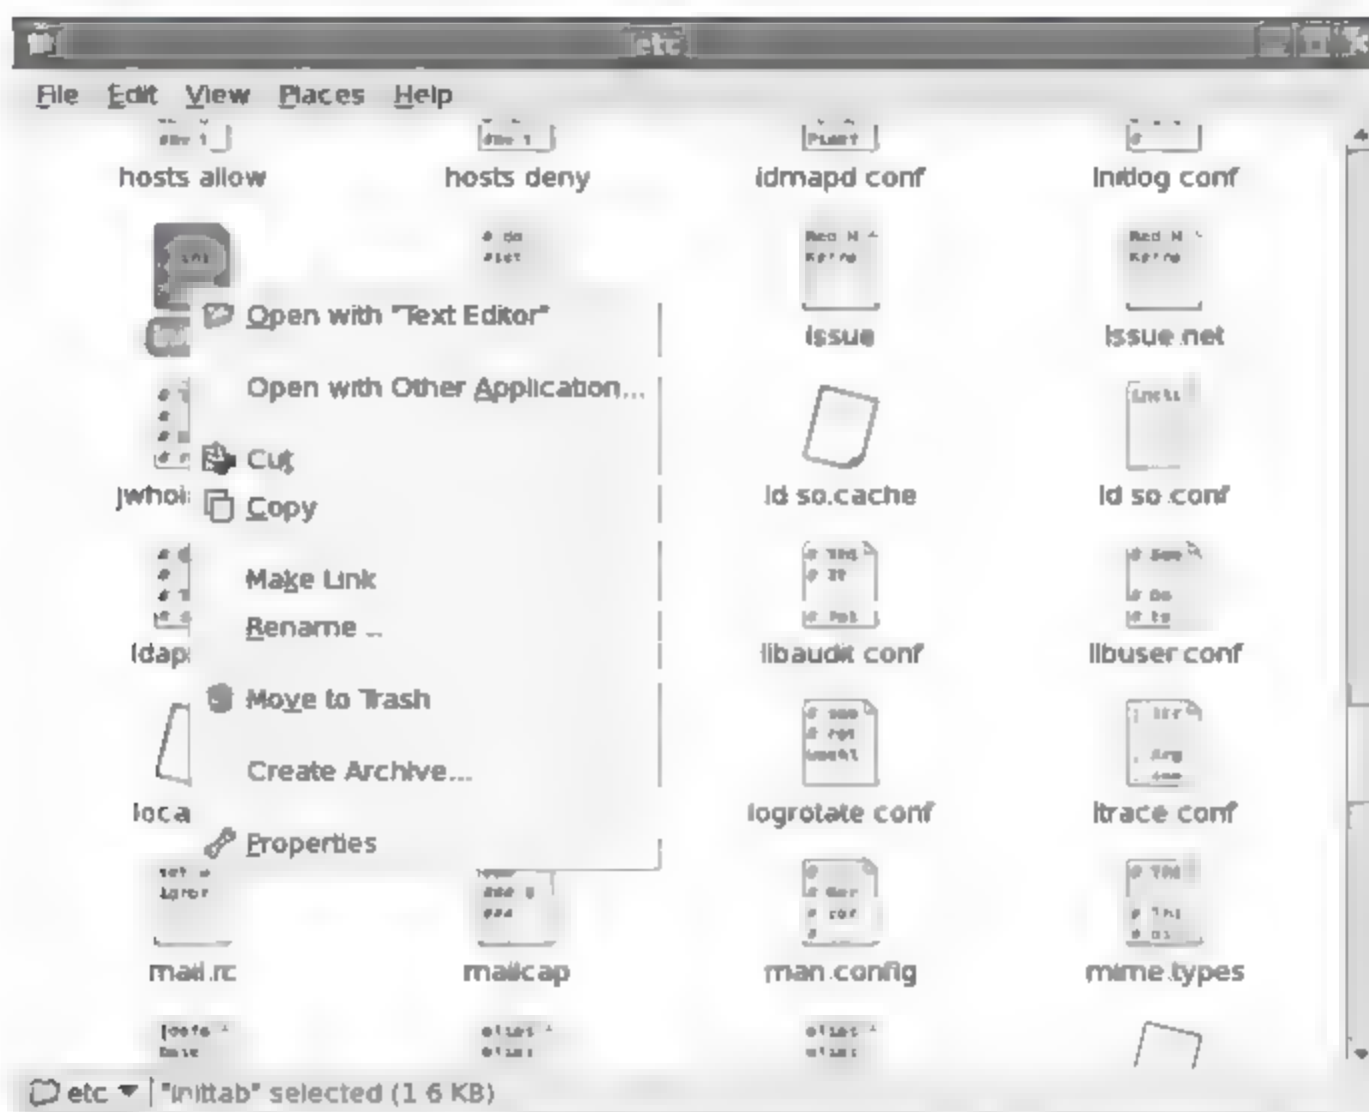 etc
File Edit View Places Help
hosts allow hosts deny idmapd conf initlog conf
Open with "Text Editor" issue issue.net
Open with Other Application...
Cut
Copy ld so.cache ld so.conf
Make Link
Rename ...
libaudit conf libuser.conf
Move to Trash
Create Archive...
logrotate conf ltrace conf
Properties
mail.rc mailcap man.config mime.types
etc "inittab" selected (1 6 KB)